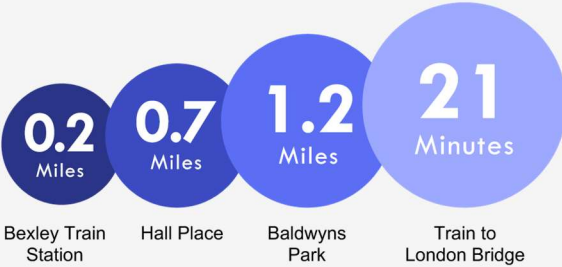 0.2
Miles
0.7
Miles
1.2
Miles
21
Minutes
Bexley Train
Station
Hall Place
Baldwyns
Park
Train to
London Bridge